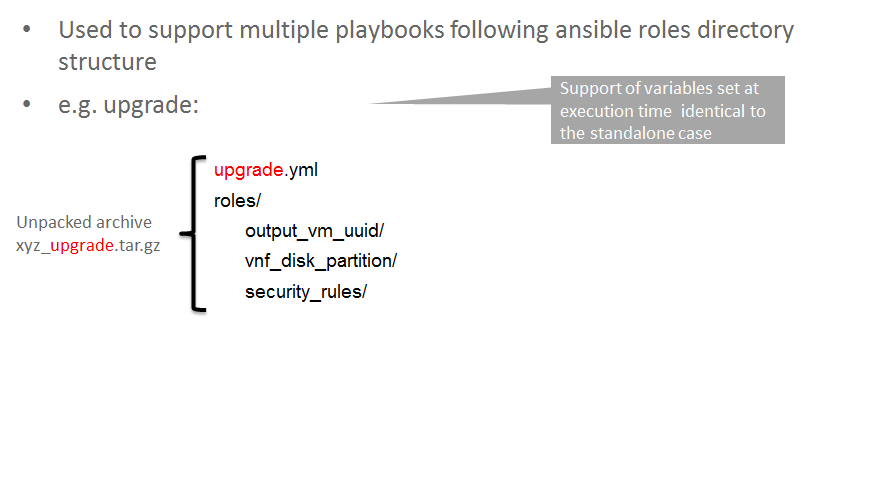 • Used to support multiple playbooks following ansible roles directory
structure
• e.g. upgrade:
Support of variables set at
execution time identical to
the standalone case
upgrade.yml
roles/
output_vm_uuid/
vnf_disk_partition/
security_rules/
Unpacked archive
xyz_upgrade.tar.gz